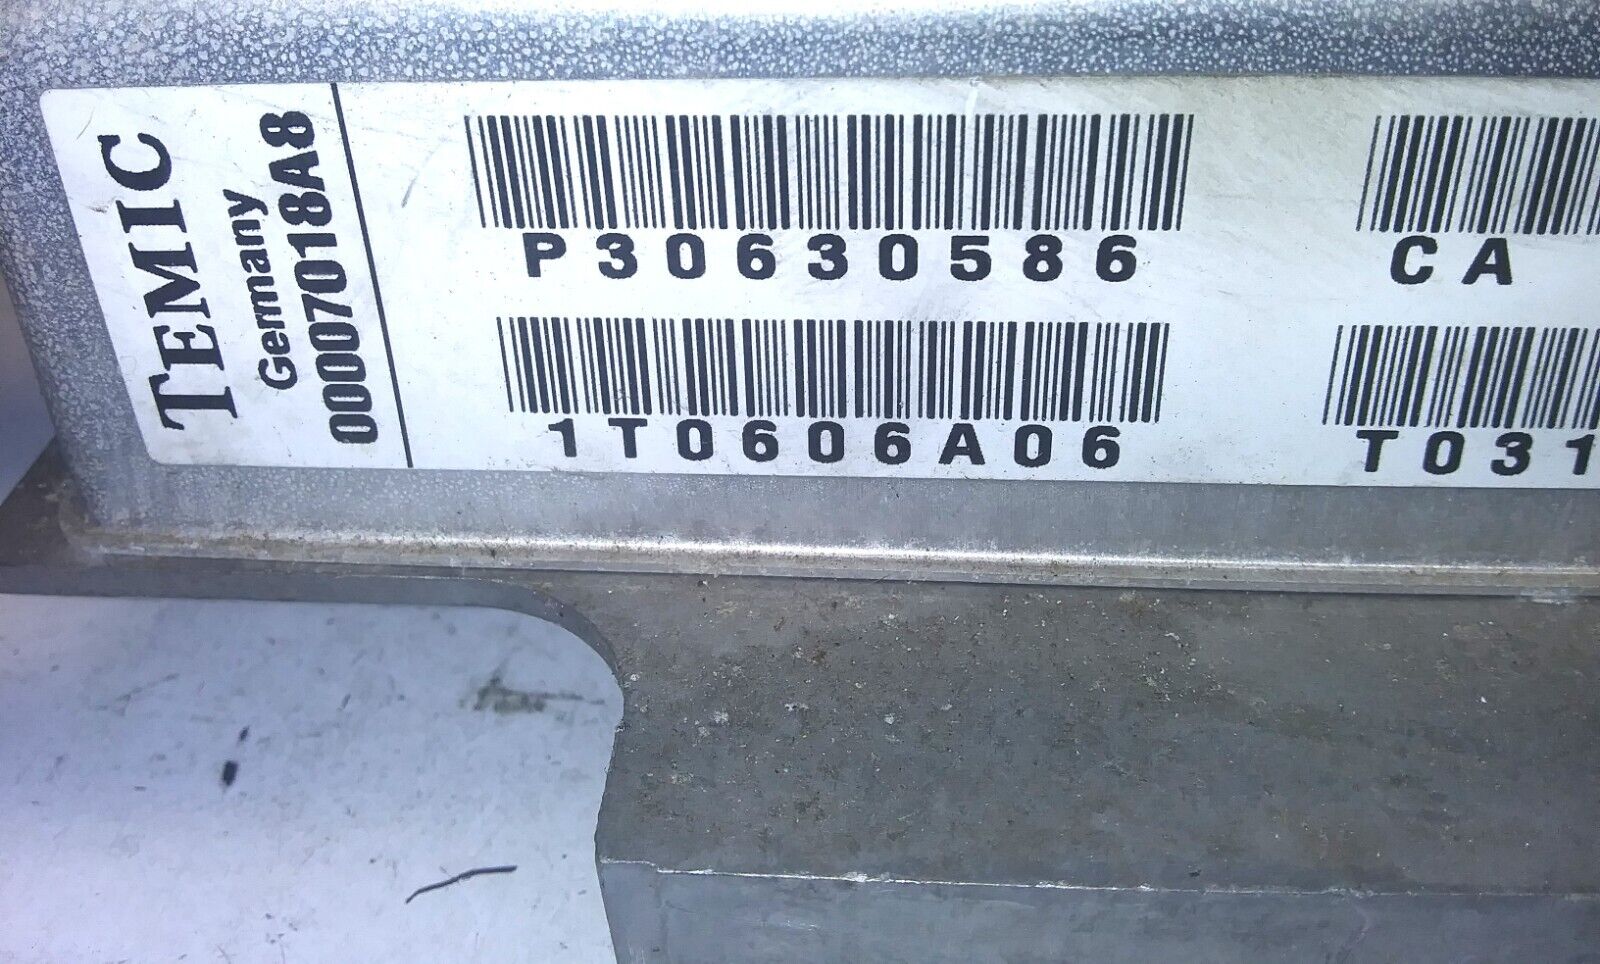 TEMIC
Germany
00007018A8
P30630586
CA
1T0606A06
T031